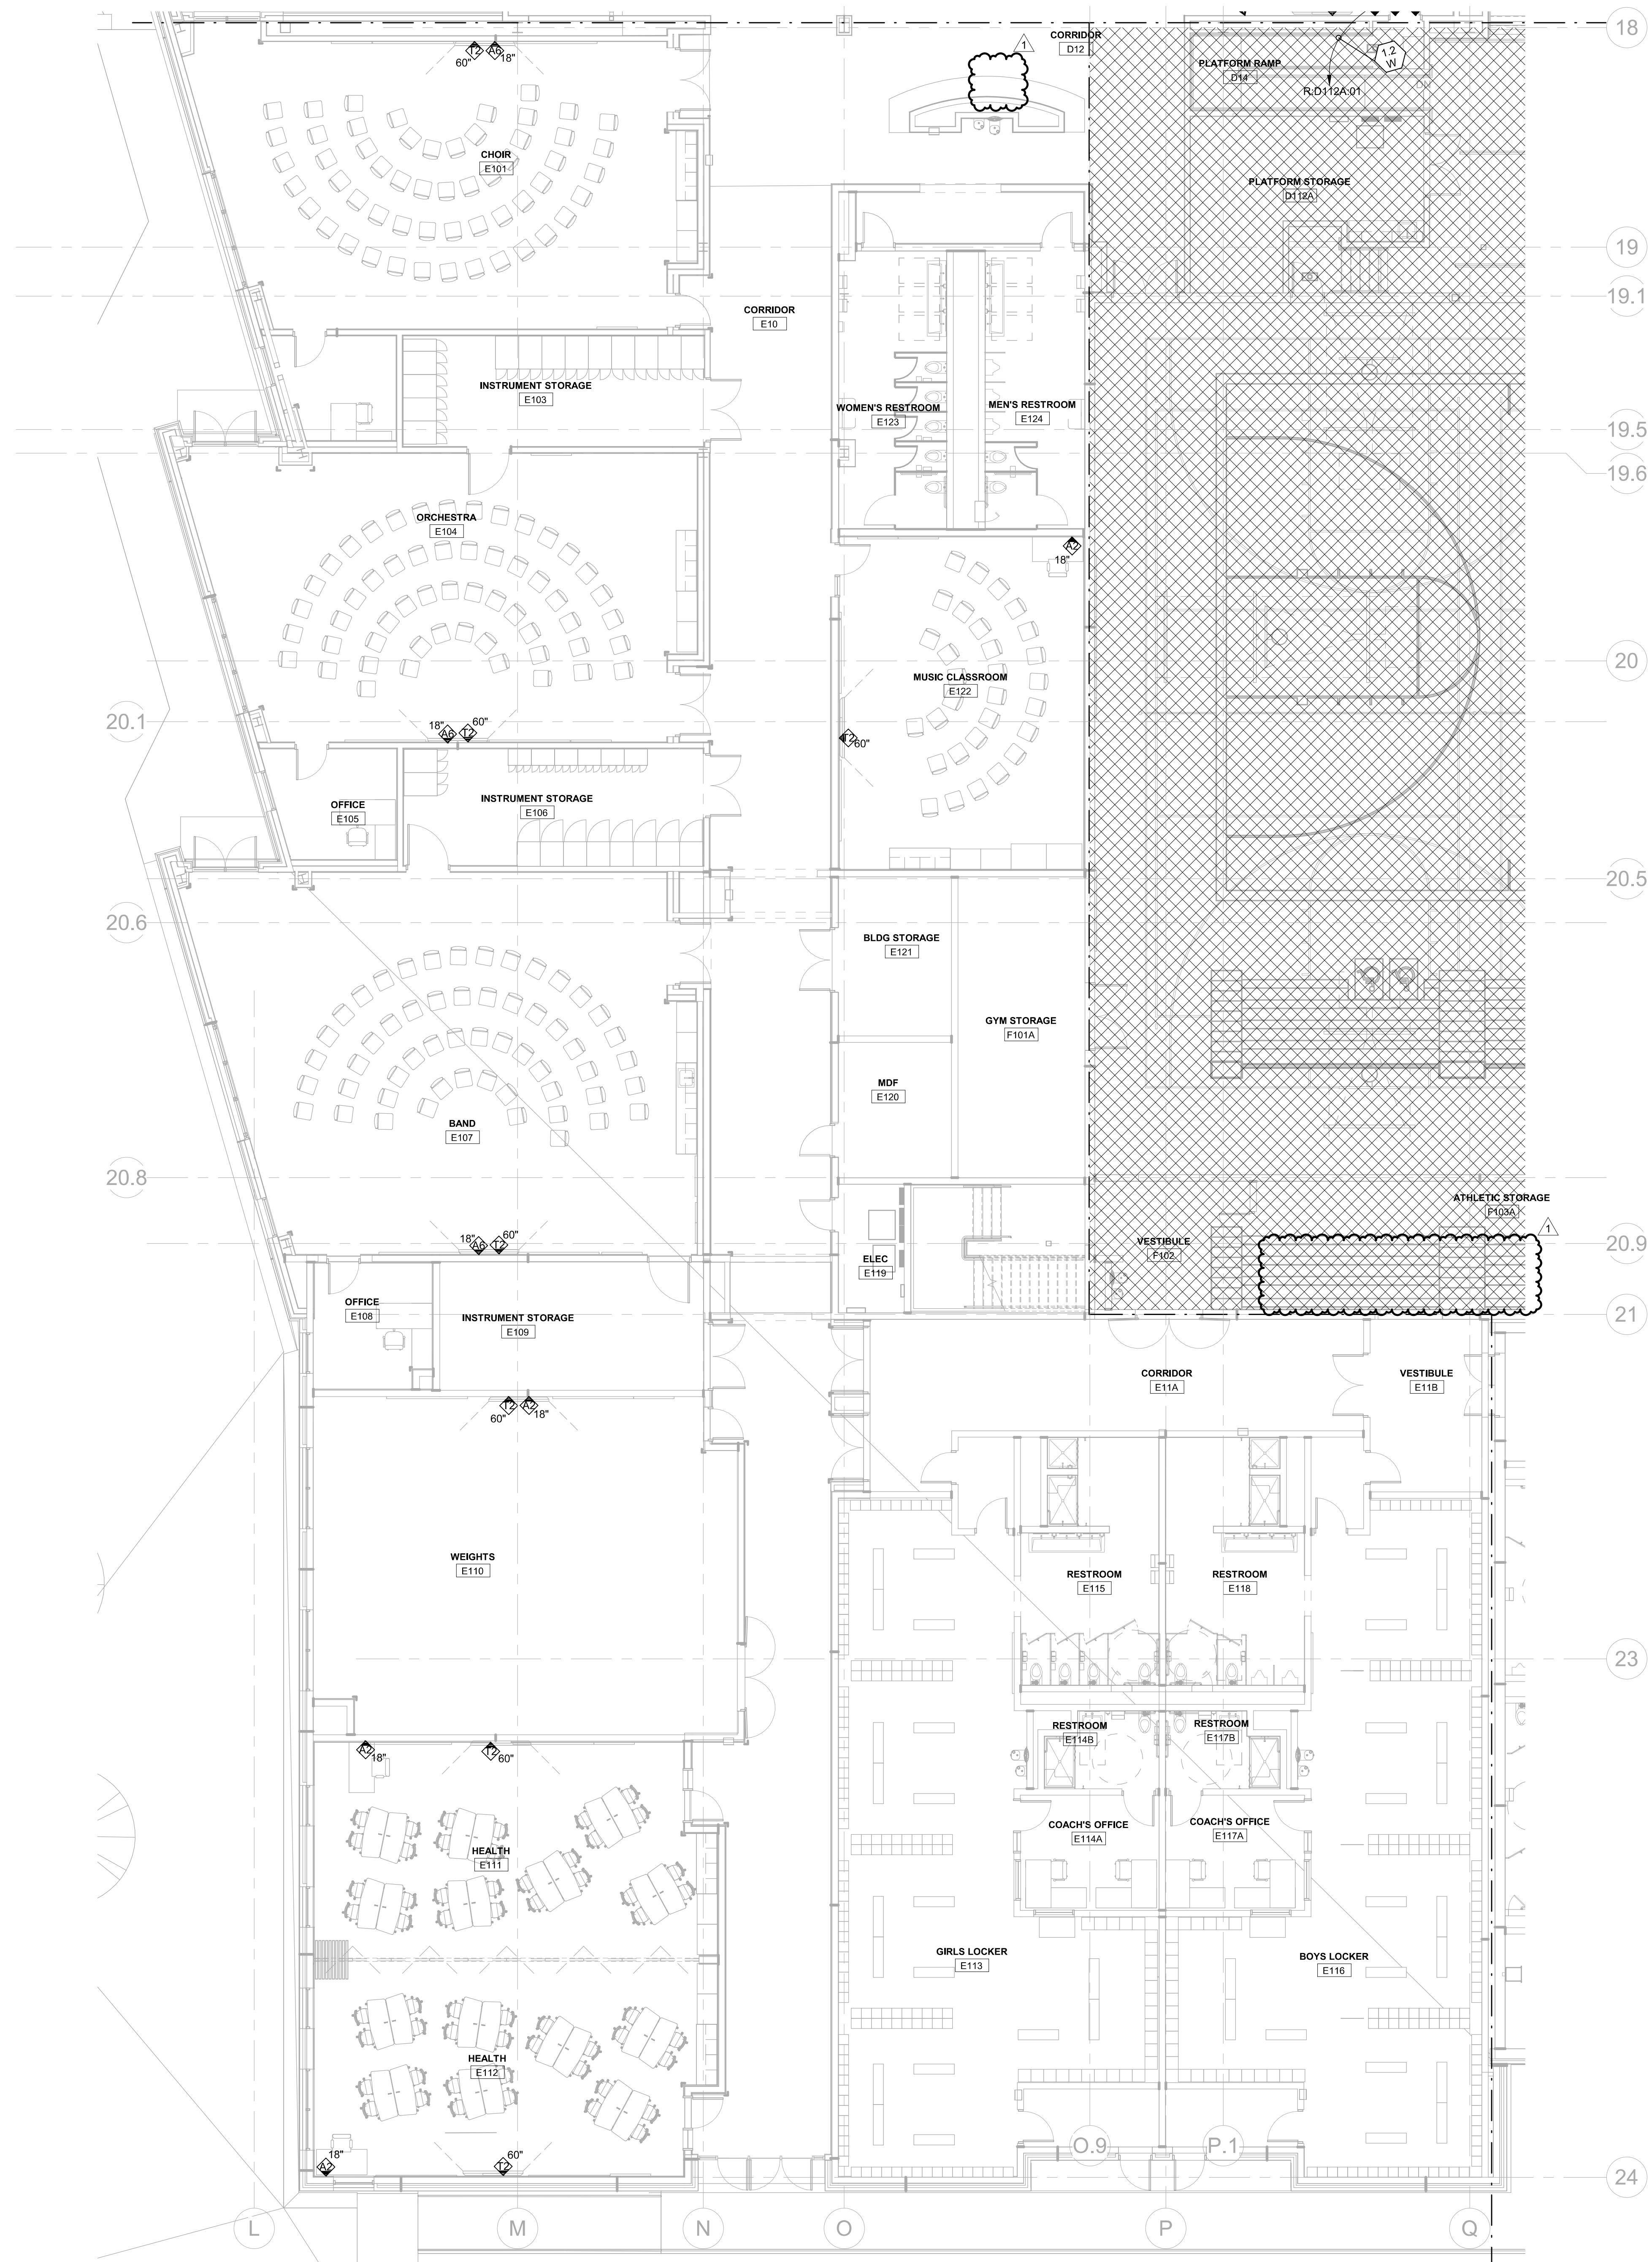 18
CORRIDOR
D12
1
T2
A6
60"
18"
PLATFORM RAMP
D14
1.2
W
R:D112A:01
DN
CHOIR
E101
PLATFORM STORAGE
D112A
19
19.1
CORRIDOR
E10
INSTRUMENT STORAGE
E103
WOMEN'S RESTROOM
E123
MEN'S RESTROOM
E124
19.5
19.6
ORCHESTRA
E104
A2
18"
20
MUSIC CLASSROOM
E122
20.1
18"
60"
A6
T2
T2
60"
OFFICE
E105
INSTRUMENT STORAGE
E106
20.5
20.6
BLDG STORAGE
E121
GYM STORAGE
F101A
MDF
E120
BAND
E107
20.8
ATHLETIC STORAGE
F103A
1
18"
60"
A6
T2
VESTIBULE
F102
20.9
ELEC
E119
OFFICE
E108
INSTRUMENT STORAGE
E109
21
CORRIDOR
E11A
VESTIBULE
E11B
T2
A2
60"
18"
WEIGHTS
E110
RESTROOM
E115
RESTROOM
E118
23
RESTROOM
E114B
RESTROOM
E117B
A2
18"
T2
60"
COACH'S OFFICE
E114A
COACH'S OFFICE
E117A
HEALTH
E111
GIRLS LOCKER
E113
BOYS LOCKER
E116
HEALTH
E112
18"
A2
60"
T2
O.9
P.1
24
L
M
N
O
P
Q